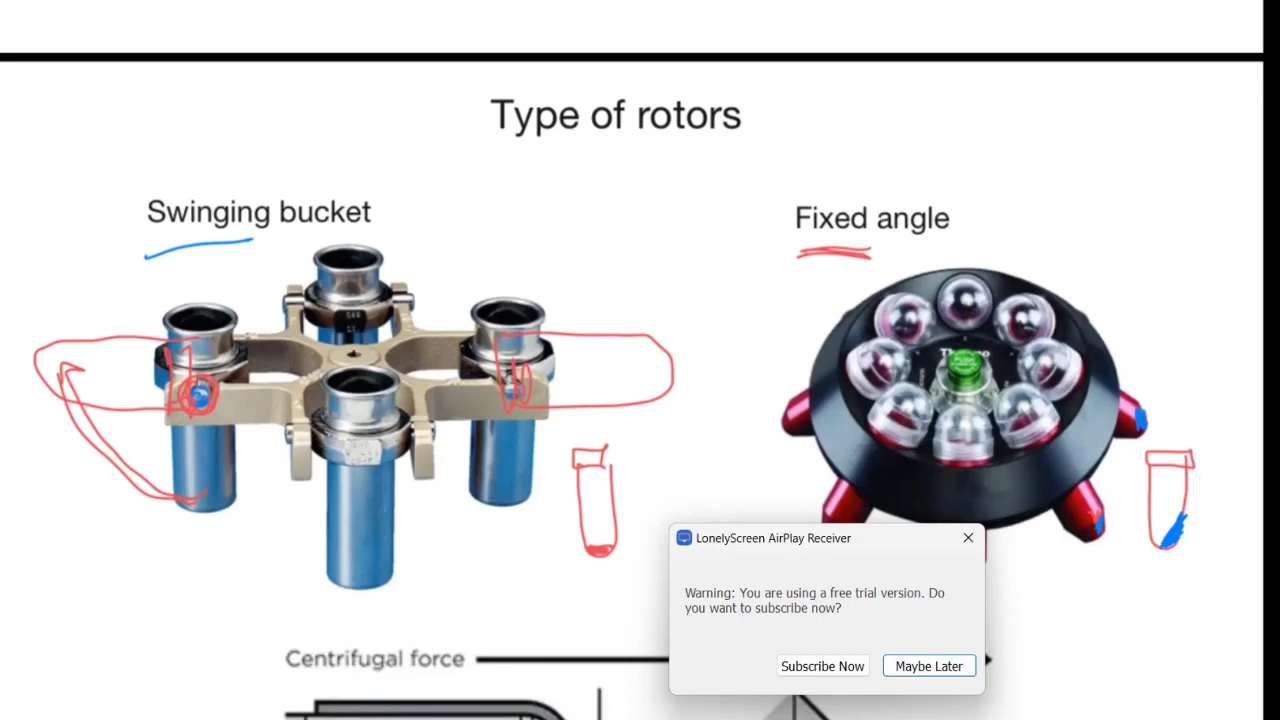 Type of rotors
Swinging bucket
Fixed angle
LonelyScreen AirPlay Receiver
Warning: You are using a free trial version. Do
you want to subscribe now?
Subscribe Now
Maybe Later
Centrifugal force